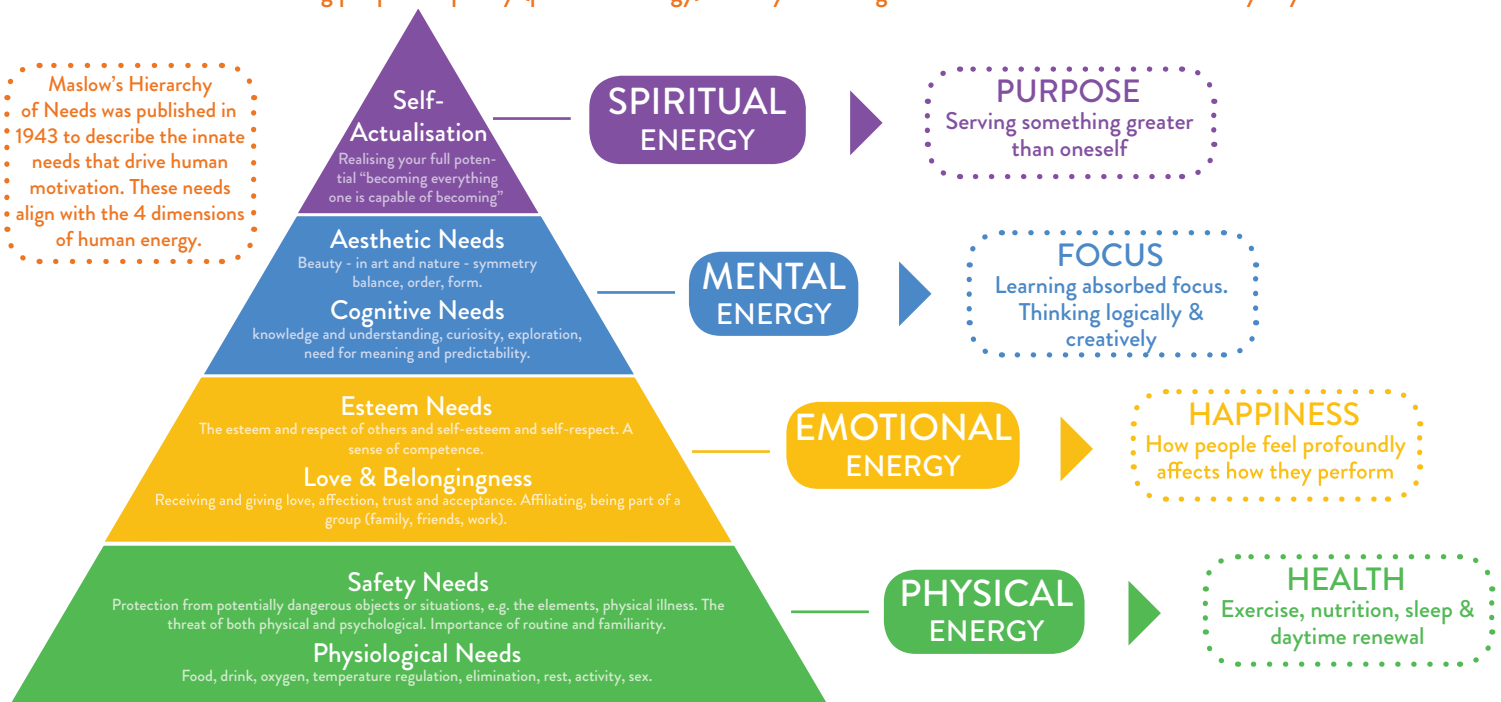 Maslow's Hierarchy
of Needs was published in
1943 to describe the innate
needs that drive human
motivation. These needs
align with the 4 dimensions
of human energy.
Self-
Actualisation
Realising your full poten-
tial “becoming everything
one is capable of becoming”
SPIRITUAL
ENERGY
PURPOSE
Serving something greater
than oneself
Aesthetic Needs
Beauty - in art and nature - symmetry
balance, order, form.
Cognitive Needs
knowledge and understanding, curiosity, exploration,
need for meaning and predictability.
MENTAL
ENERGY
FOCUS
Learning absorbed focus.
Thinking logically &
creatively
Esteem Needs
The esteem and respect of others and self-esteem and self-respect. A
sense of competence.
Love & Belongingness
Receiving and giving love, affection, trust and acceptance. Affiliating, being part of a
group (family, friends, work).
EMOTIONAL
ENERGY
HAPPINESS
How people feel profoundly
affects how they perform
Safety Needs
Protection from potentially dangerous objects or situations, e.g. the elements, physical illness. The
threat of both physical and psychological. Importance of routine and familiarity.
Physiological Needs
Food, drink, oxygen, temperature regulation, elimination, rest, activity, sex.
PHYSICAL
ENERGY
HEALTH
Exercise, nutrition, sleep &
daytime renewal